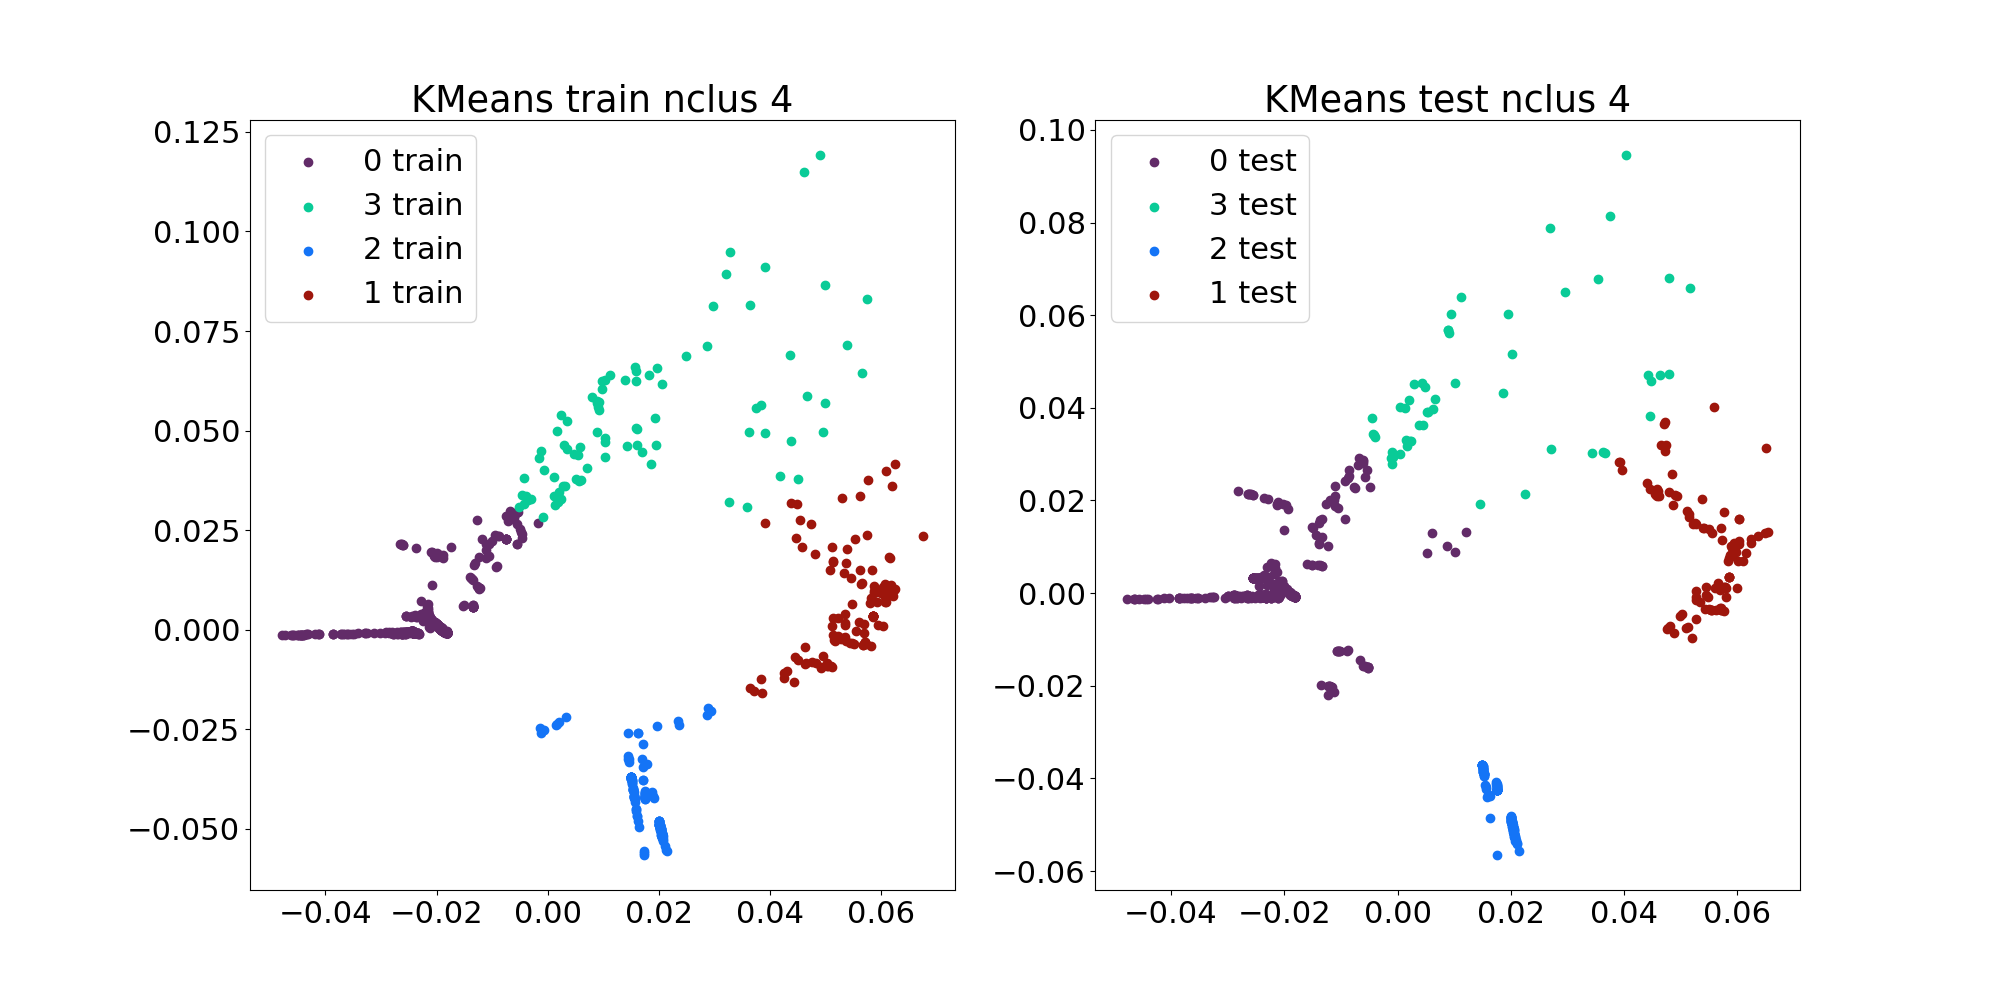 KMeans train nclus 4
0.125
0.100
0.075
0.050
0.025
0.000
−0.025
−0.050
0 train
3 train
2 train
1 train
−0.04 −0.02 0.00 0.02 0.04 0.06
KMeans test nclus 4
0.10
0.08
0.06
0.04
0.02
0.00
−0.02
−0.04
−0.06
0 test
3 test
2 test
1 test
−0.04 −0.02 0.00 0.02 0.04 0.06